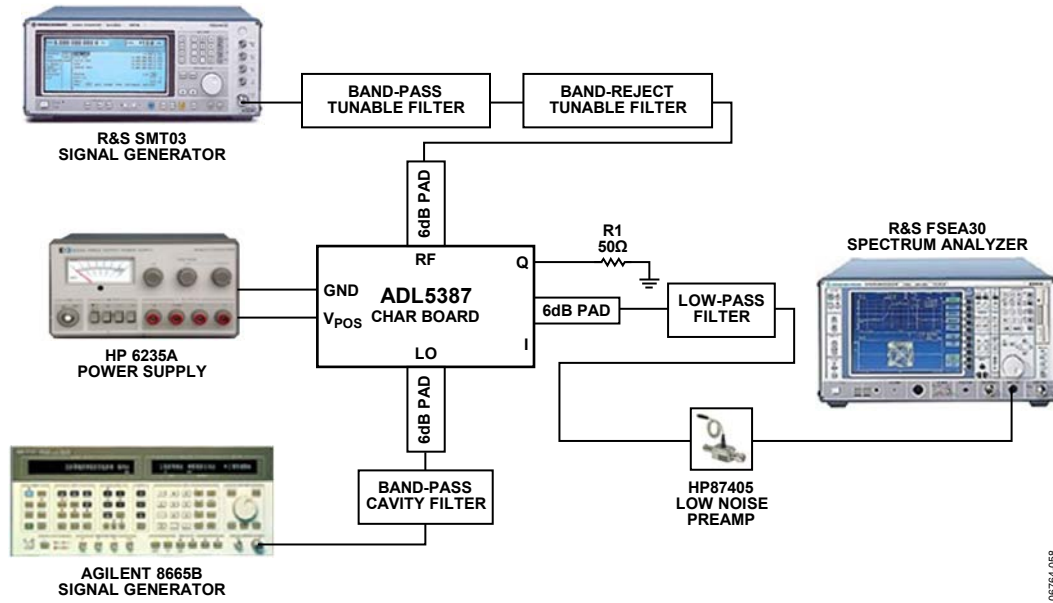 BAND-PASS
TUNABLE FILTER
BAND-REJECT
TUNABLE FILTER
R&S SMT03
SIGNAL GENERATOR
6dB PAD
R1
50Ω
R&S FSEA30
SPECTRUM ANALYZER
RF
Q
GND
ADL5387
CHAR BOARD
6dB PAD
LOW-PASS
FILTER
VPOS
I
LO
HP 6235A
POWER SUPPLY
6dB PAD
HP87405
LOW NOISE
PREAMP
BAND-PASS
CAVITY FILTER
AGILENT 8665B
SIGNAL GENERATOR
06764-058